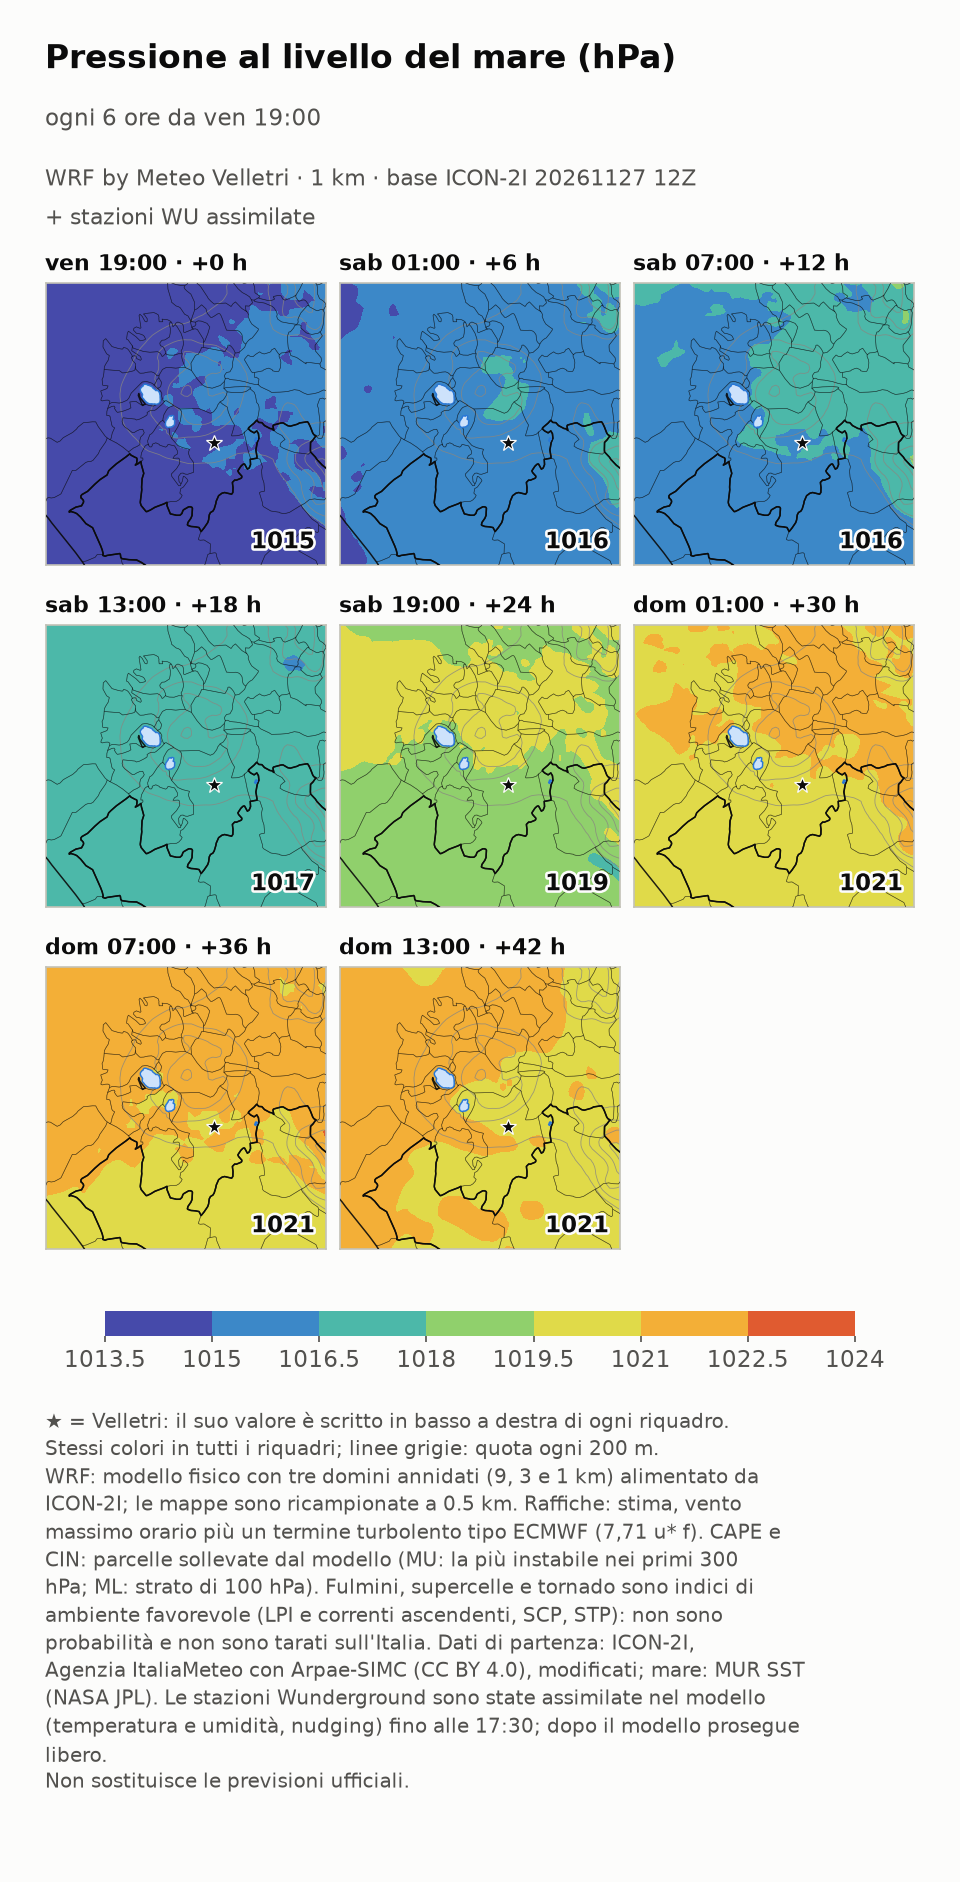 Pressione al livello del mare (hPa)
ogni 6 ore da ven 19:00
WRF by Meteo Velletri · 1 km · base ICON-2I 20261127 12Z
+ stazioni WU assimilate
ven 19:00 · +0 h
sab 01:00 · +6 h
sab 07:00 · +12 h
1015
1016
1016
sab 13:00 · +18 h
sab 19:00 · +24 h
dom 01:00 · +30 h
1017
1019
1021
dom 07:00 · +36 h
dom 13:00 · +42 h
1021
1021
1013.5 1015 1016.5 1018 1019.5 1021 1022.5 1024
★ = Velletri: il suo valore è scritto in basso a destra di ogni riquadro.
Stessi colori in tutti i riquadri; linee grigie: quota ogni 200 m.
WRF: modello fisico con tre domini annidati (9, 3 e 1 km) alimentato da
ICON-2I; le mappe sono ricampionate a 0.5 km. Raffiche: stima, vento
massimo orario più un termine turbolento tipo ECMWF (7,71 u* f). CAPE e
CIN: parcelle sollevate dal modello (MU: la più instabile nei primi 300
hPa; ML: strato di 100 hPa). Fulmini, supercelle e tornado sono indici di
ambiente favorevole (LPI e correnti ascendenti, SCP, STP): non sono
probabilità e non sono tarati sull'Italia. Dati di partenza: ICON-2I,
Agenzia ItaliaMeteo con Arpae-SIMC (CC BY 4.0), modificati; mare: MUR SST
(NASA JPL). Le stazioni Wunderground sono state assimilate nel modello
(temperatura e umidità, nudging) fino alle 17:30; dopo il modello prosegue
libero.
Non sostituisce le previsioni ufficiali.